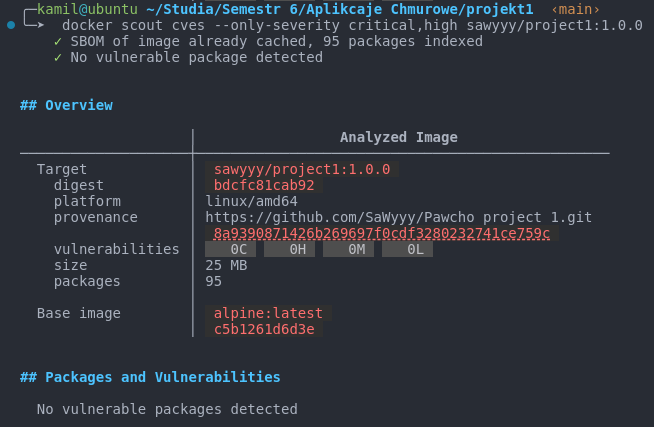 kamil@ubuntu ~/Studia/Semestr 6/Aplikcaje Chmurowe/projekt1 ‹main›
docker scout cves --only-severity critical,high sawyyy/project1:1.0.0
✓ SBOM of image already cached, 95 packages indexed
✓ No vulnerable package detected
## Overview
Analyzed Image
Target sawyyy/project1:1.0.0
digest bdcfc81cab92
platform linux/amd64
provenance https://github.com/SaWyyy/Pawcho project 1.git
8a9390871426b269697f0cdf3280232741ce759c
vulnerabilities 0C 0H 0M 0L
size 25 MB
packages 95
Base image alpine:latest
c5b1261d6d3e
## Packages and Vulnerabilities
No vulnerable packages detected